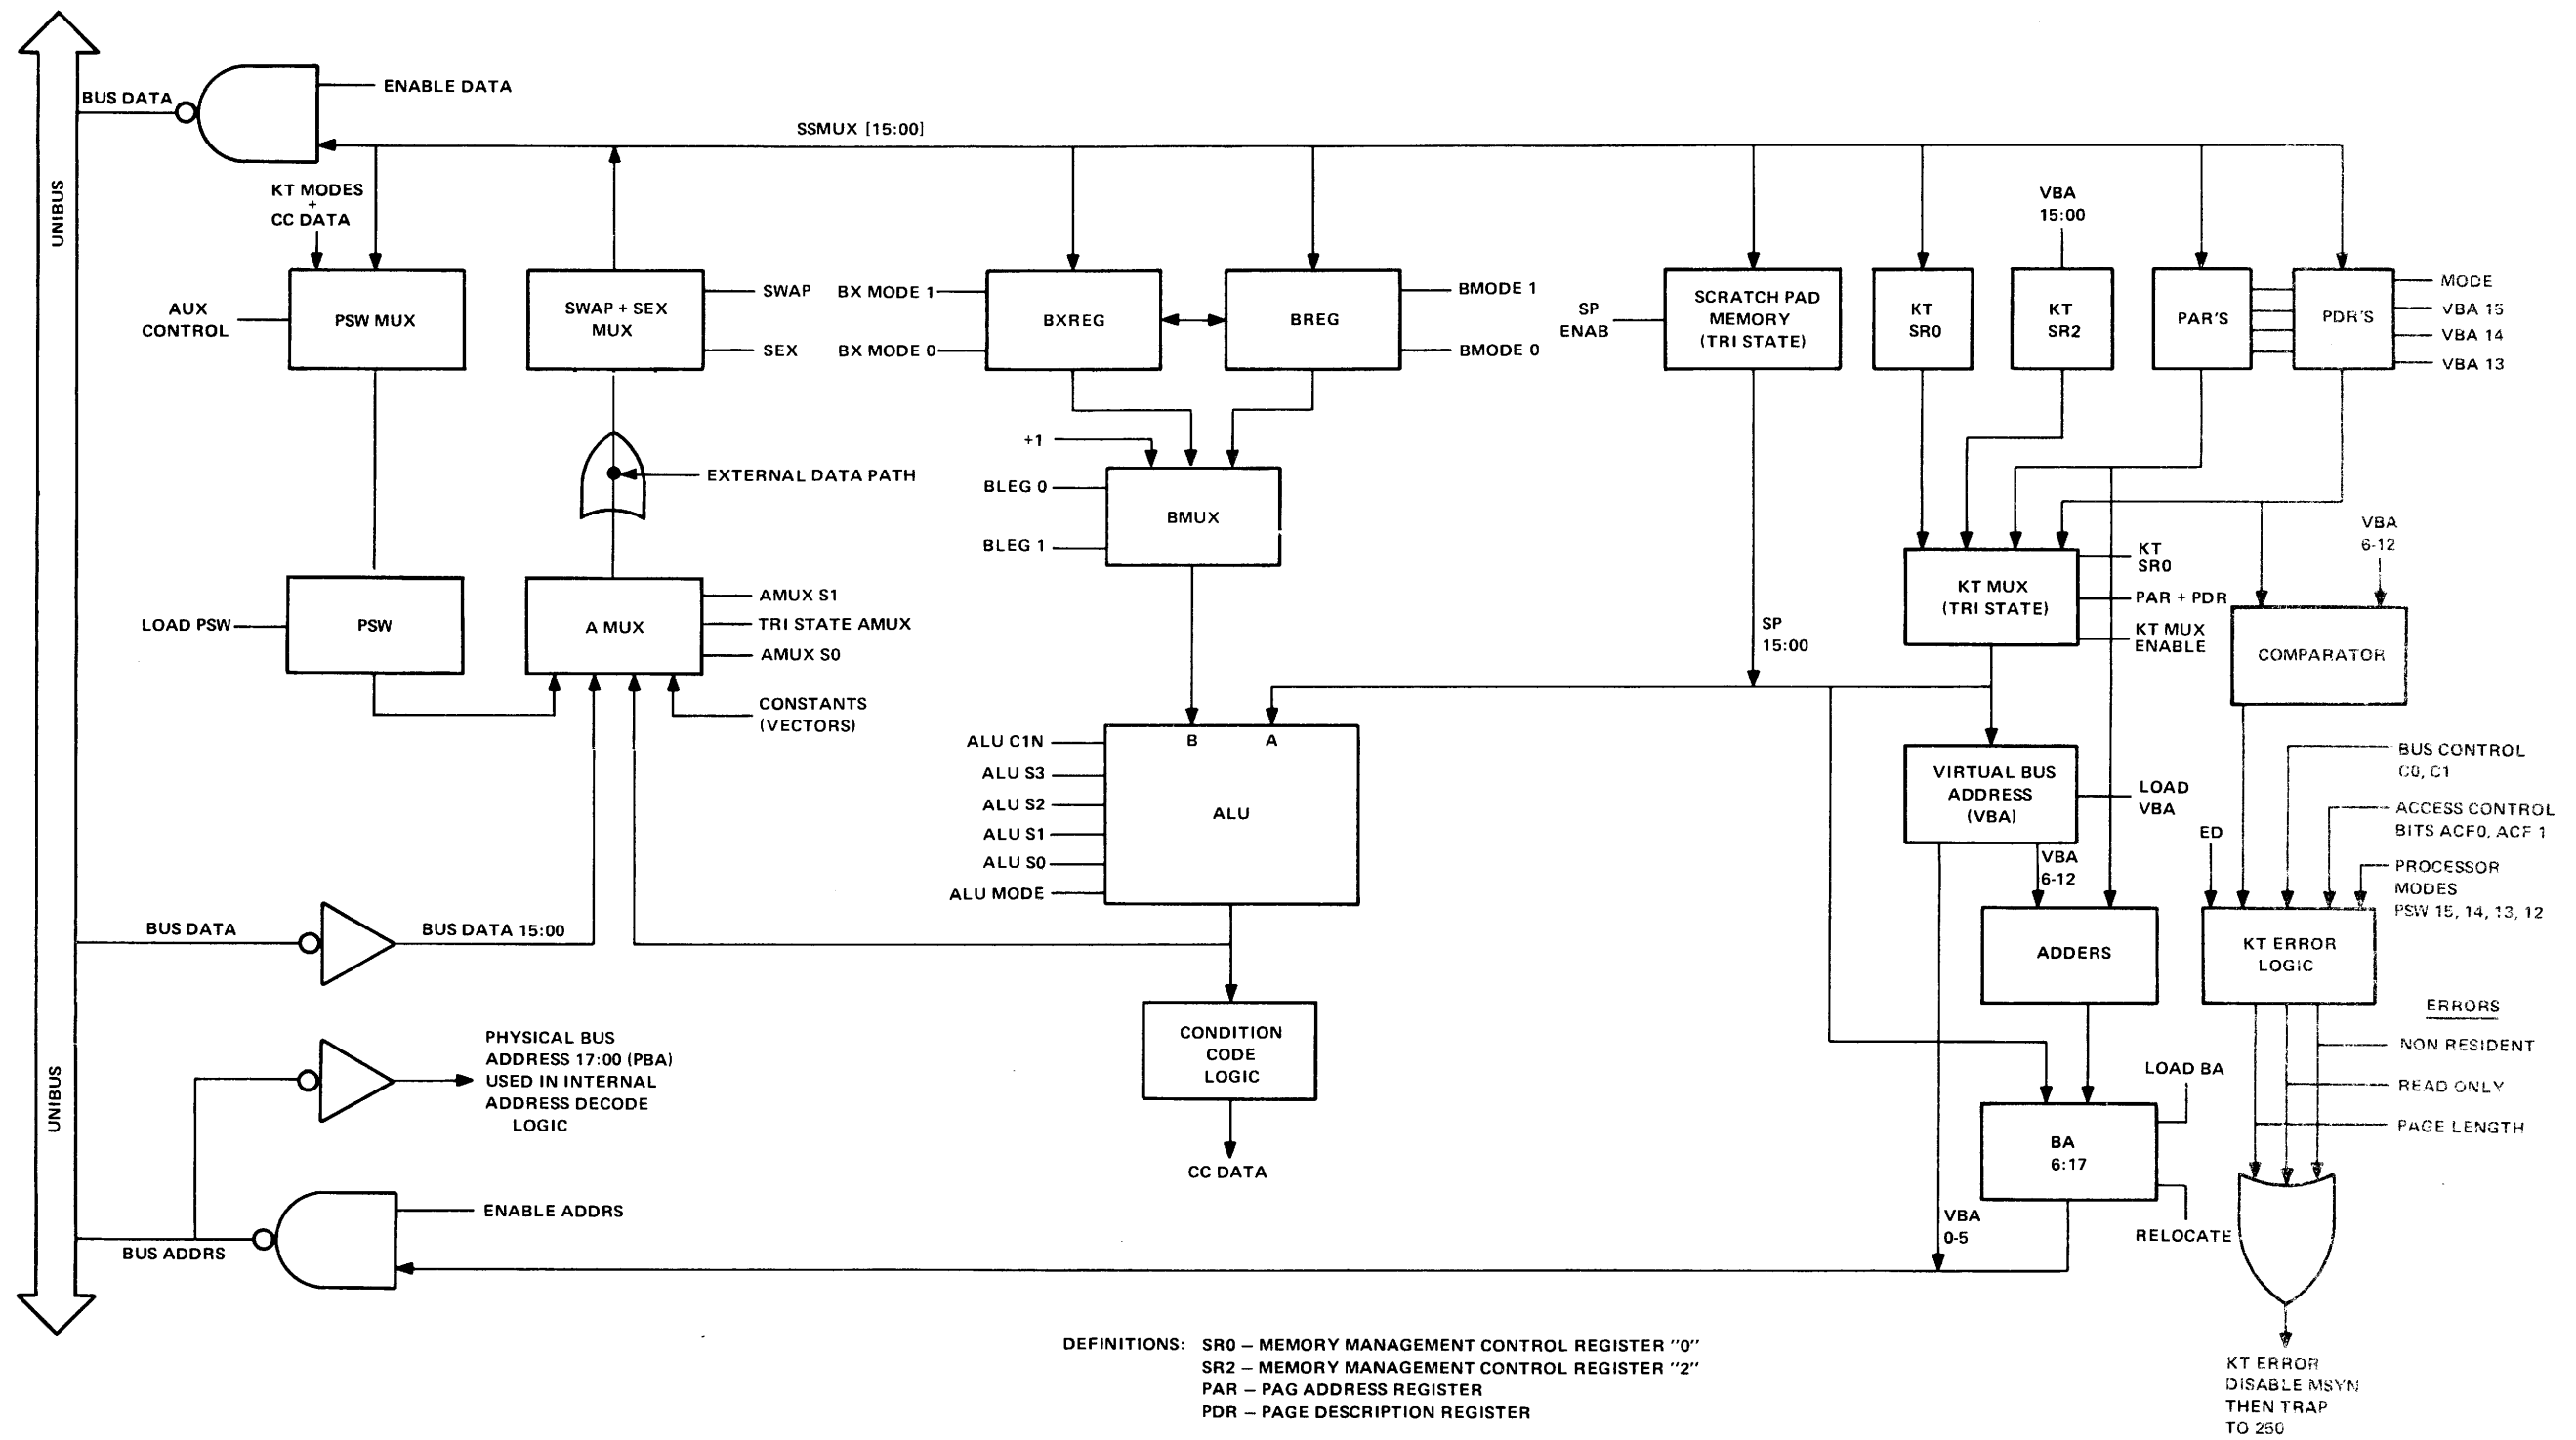 BUS DATA
ENABLE DATA
SSMUX [15:00]
UNIBUS
KT MODES
+
CC DATA
VBA
15:00
AUX
CONTROL
PSW MUX
SWAP + SEX
MUX
SWAP
SEX
BX MODE 1
BX MODE 0
BXREG
BREG
BMODE 1
BMODE 0
SP
ENAB
SCRATCH PAD
MEMORY
(TRI STATE)
KT
SR0
KT
SR2
PAR'S
PDR'S
MODE
VBA 15
VBA 14
VBA 13
+1
EXTERNAL DATA PATH
BLEG 0
BLEG 1
BMUX
VBA
6-12
LOAD PSW
PSW
A MUX
AMUX S1
TRI STATE AMUX
AMUX S0
CONSTANTS
(VECTORS)
SP
15:00
KT MUX
(TRI STATE)
KT
SR0
PAR + PDR
KT MUX
ENABLE
COMPARATOR
ALU C1N
ALU S3
ALU S2
ALU S1
ALU S0
ALU MODE
B
A
ALU
VIRTUAL BUS
ADDRESS
(VBA)
LOAD
VBA
VBA
6-12
ED
BUS CONTROL
C0, C1
ACCESS CONTROL
BITS ACF0, ACF 1
PROCESSOR
MODES
PSW 15, 14, 13, 12
BUS DATA
BUS DATA 15:00
ADDERS
KT ERROR
LOGIC
ERRORS
NON RESIDENT
READ ONLY
PAGE LENGTH
CONDITION
CODE
LOGIC
CC DATA
PHYSICAL BUS
ADDRESS 17:00 (PBA)
USED IN INTERNAL
ADDRESS DECODE
LOGIC
UNIBUS
LOAD BA
BA
6:17
RELOCATE
ENABLE ADDRS
BUS ADDRS
VBA
0-5
DEFINITIONS: SR0 – MEMORY MANAGEMENT CONTROL REGISTER "0"
SR2 – MEMORY MANAGEMENT CONTROL REGISTER "2"
PAR – PAG ADDRESS REGISTER
PDR – PAGE DESCRIPTION REGISTER
KT ERROR
DISABLE MSYN
THEN TRAP
TO 250